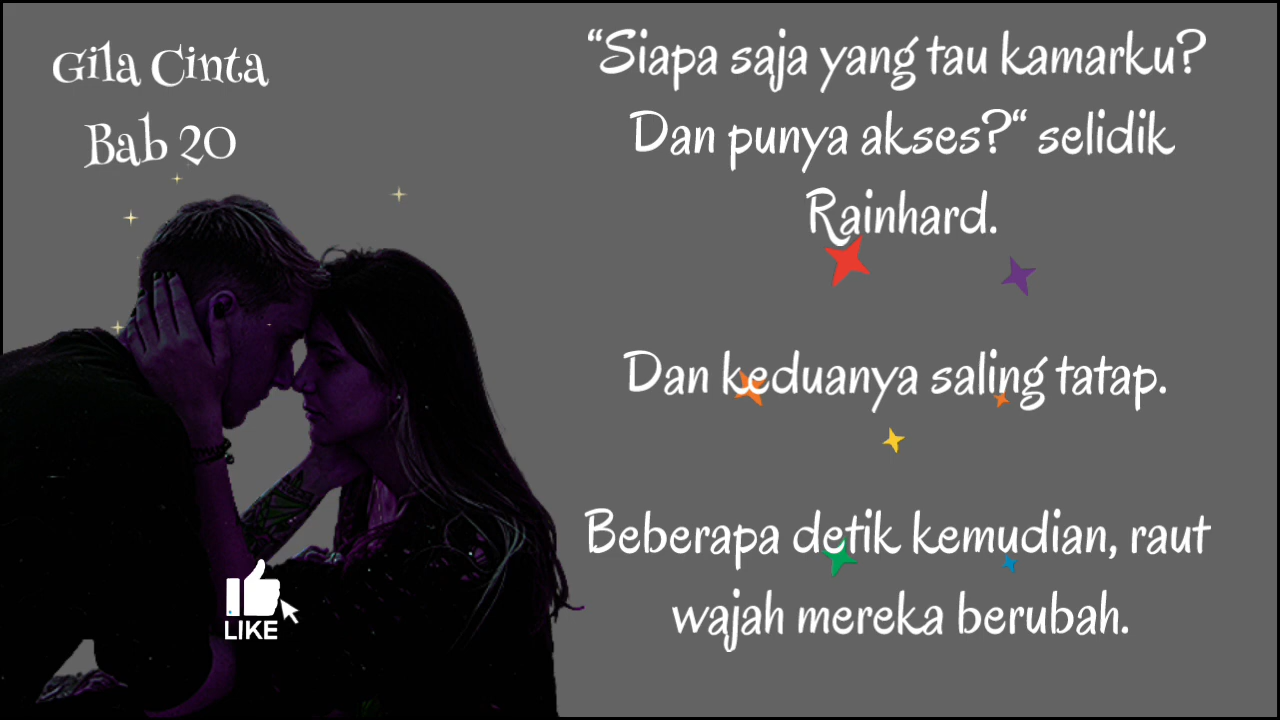 Gila Cinta
Bab 20
“Siapa saja yang tau kamarku?
Dan punya akses?“ selidik
Rainhard.
Dan keduanya saling tatap.
Beberapa detik kemudian, raut
wajah mereka berubah.
LIKE